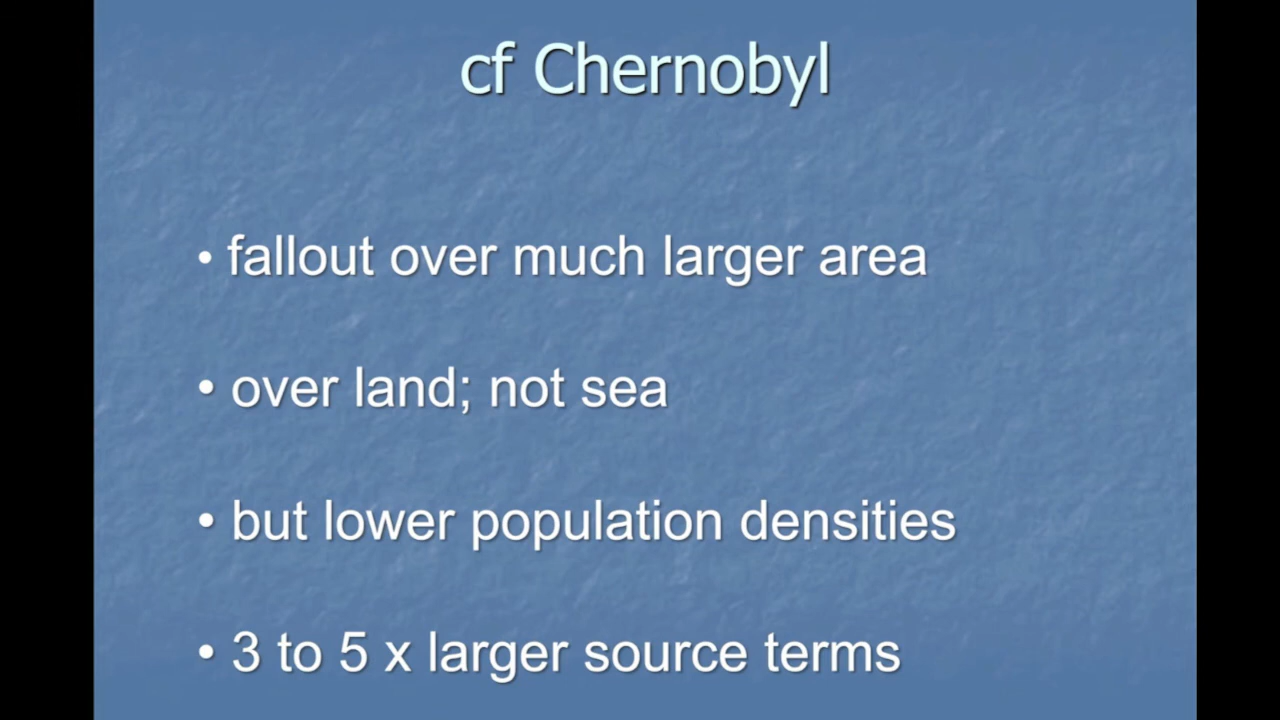 cf Chernobyl
• fallout over much larger area
• over land; not sea
• but lower population densities
• 3 to 5 x larger source terms